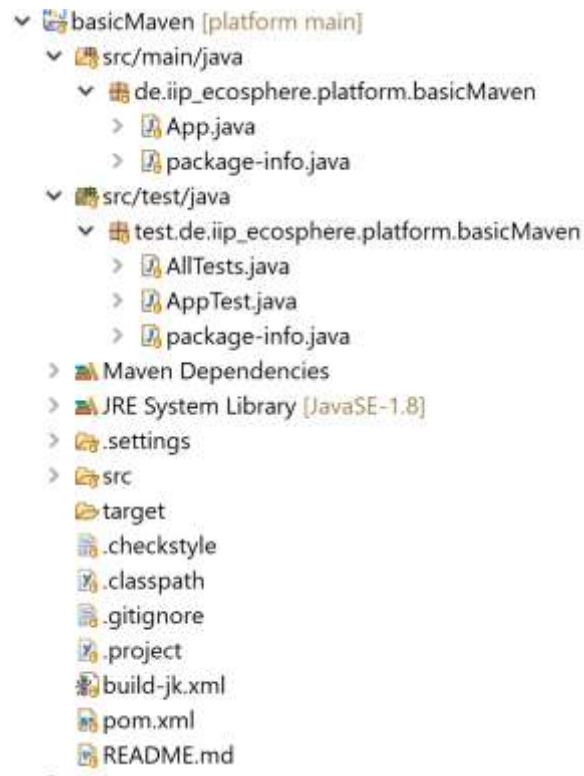 basicMaven [platform main]
src/main/java
de.iip_ecosphere.platform.basicMaven
App.java
package-info.java
src/test/java
test.de.iip_ecosphere.platform.basicMaven
AllTests.java
AppTest.java
package-info.java
Maven Dependencies
JRE System Library [JavaSE-1.8]
.settings
src
target
.checkstyle
.classpath
.gitignore
.project
build-jk.xml
pom.xml
README.md